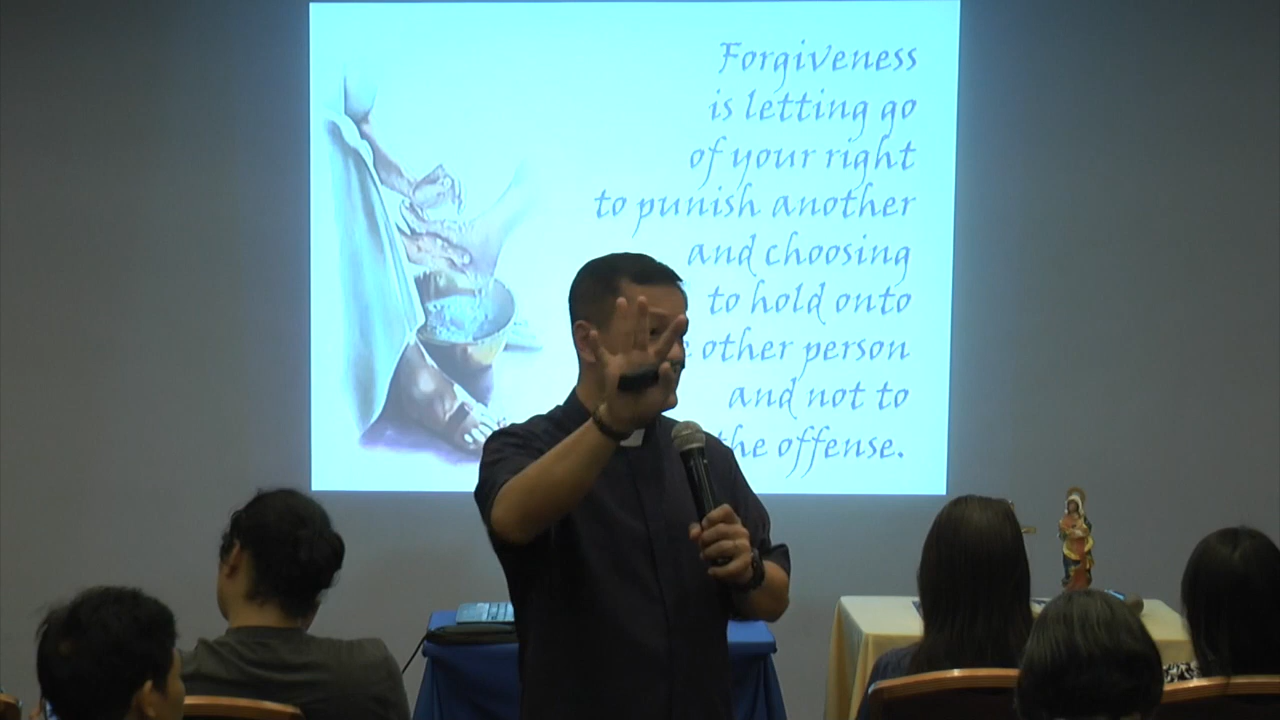 Forgiveness
is letting go
of your right
to punish another
and choosing
to hold onto
other person
and not to
the offense.